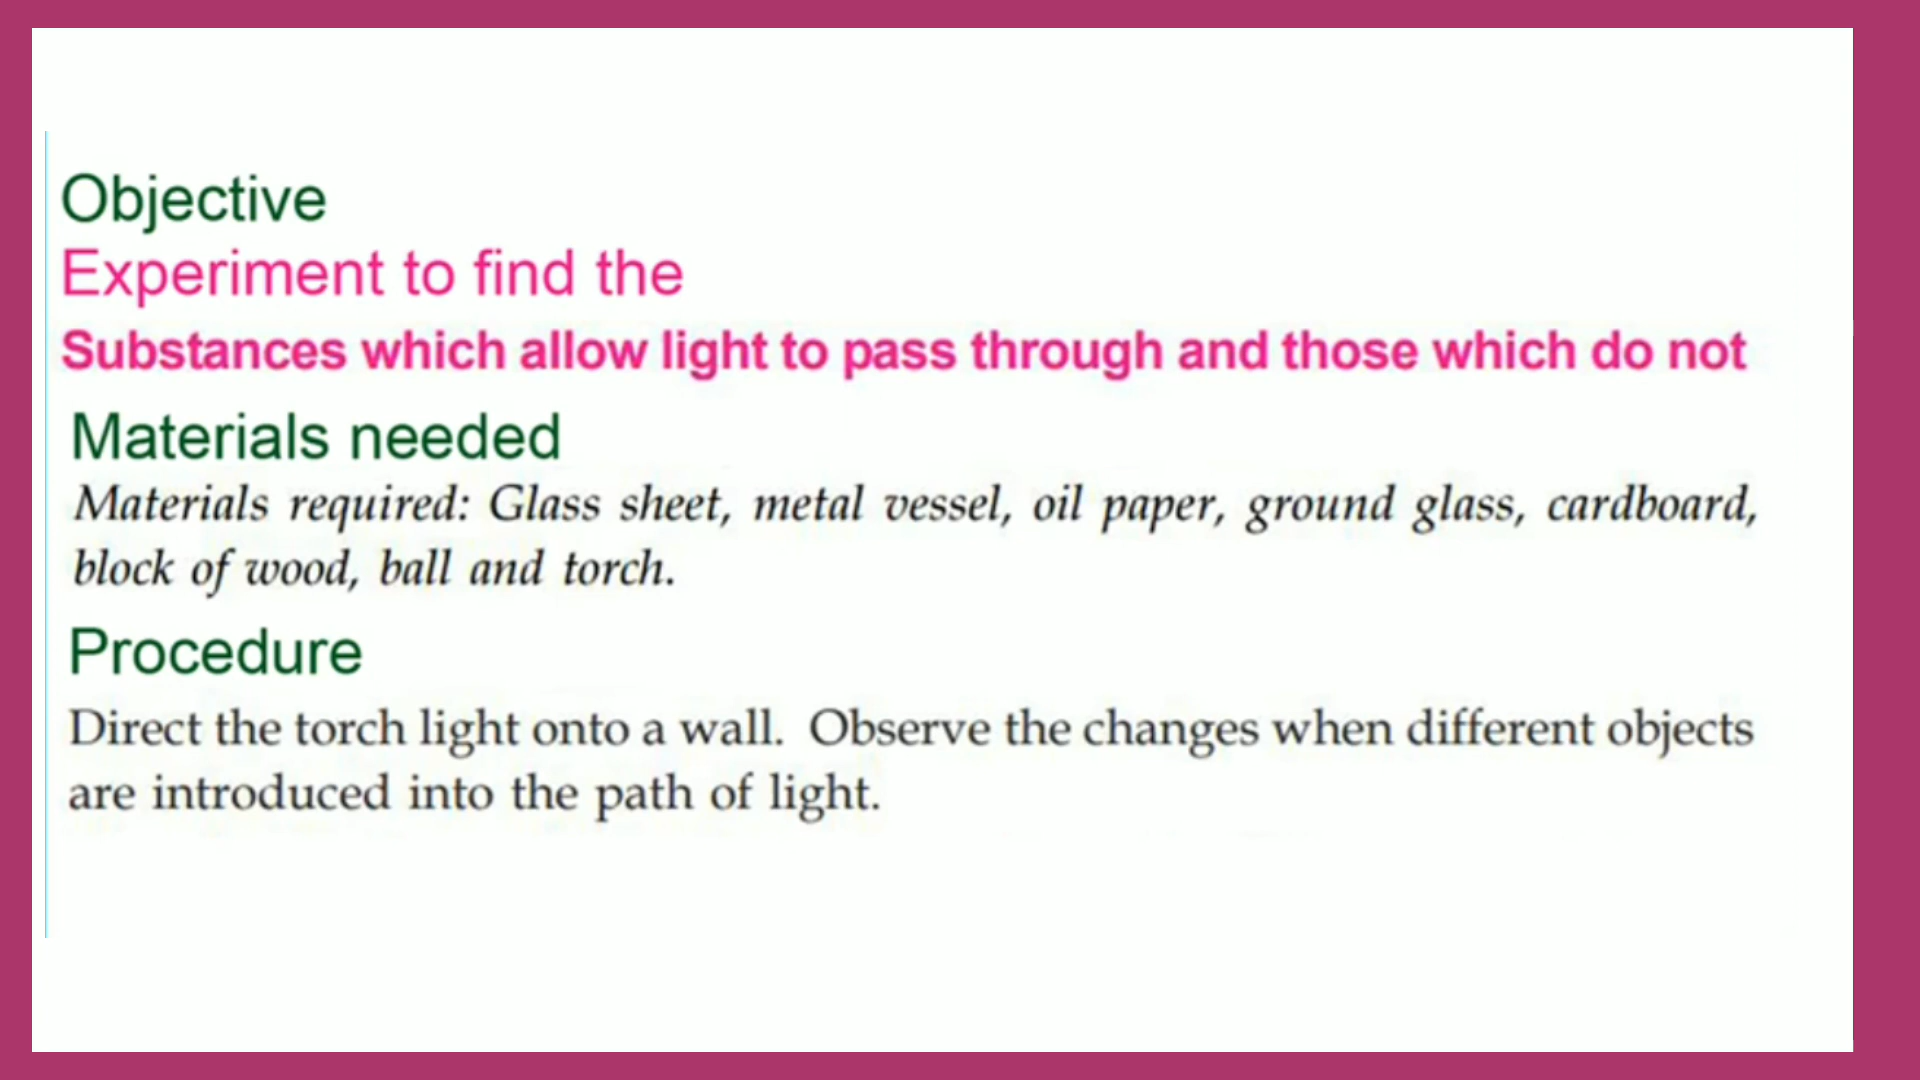 Objective
Experiment to find the
Substances which allow light to pass through and those which do not
Materials needed
Materials required: Glass sheet, metal vessel, oil paper, ground glass, cardboard,
block of wood, ball and torch.
Procedure
Direct the torch light onto a wall. Observe the changes when different objects
are introduced into the path of light.